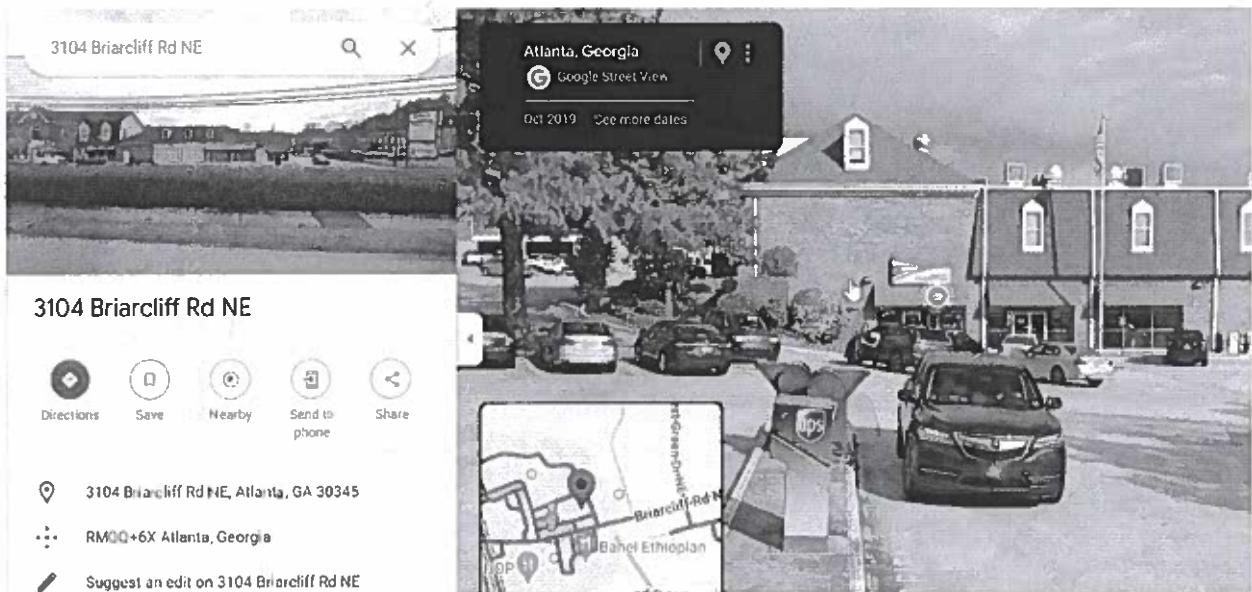 3104 Briarcliff Rd NE
3104 Briarcliff Rd NE
Directions
Save
Nearby
Send to
phone
Share
3104 Briarcliff Rd NE, Atlanta, GA 30345
Atlanta, Georgia
Suggest an edit on 3104 Briarcliff Rd NE
Atlanta, Georgia
Google Street View
Oct 2019 See more dates
ups
Briarcliff-Rd N
Bahel Ethiopian